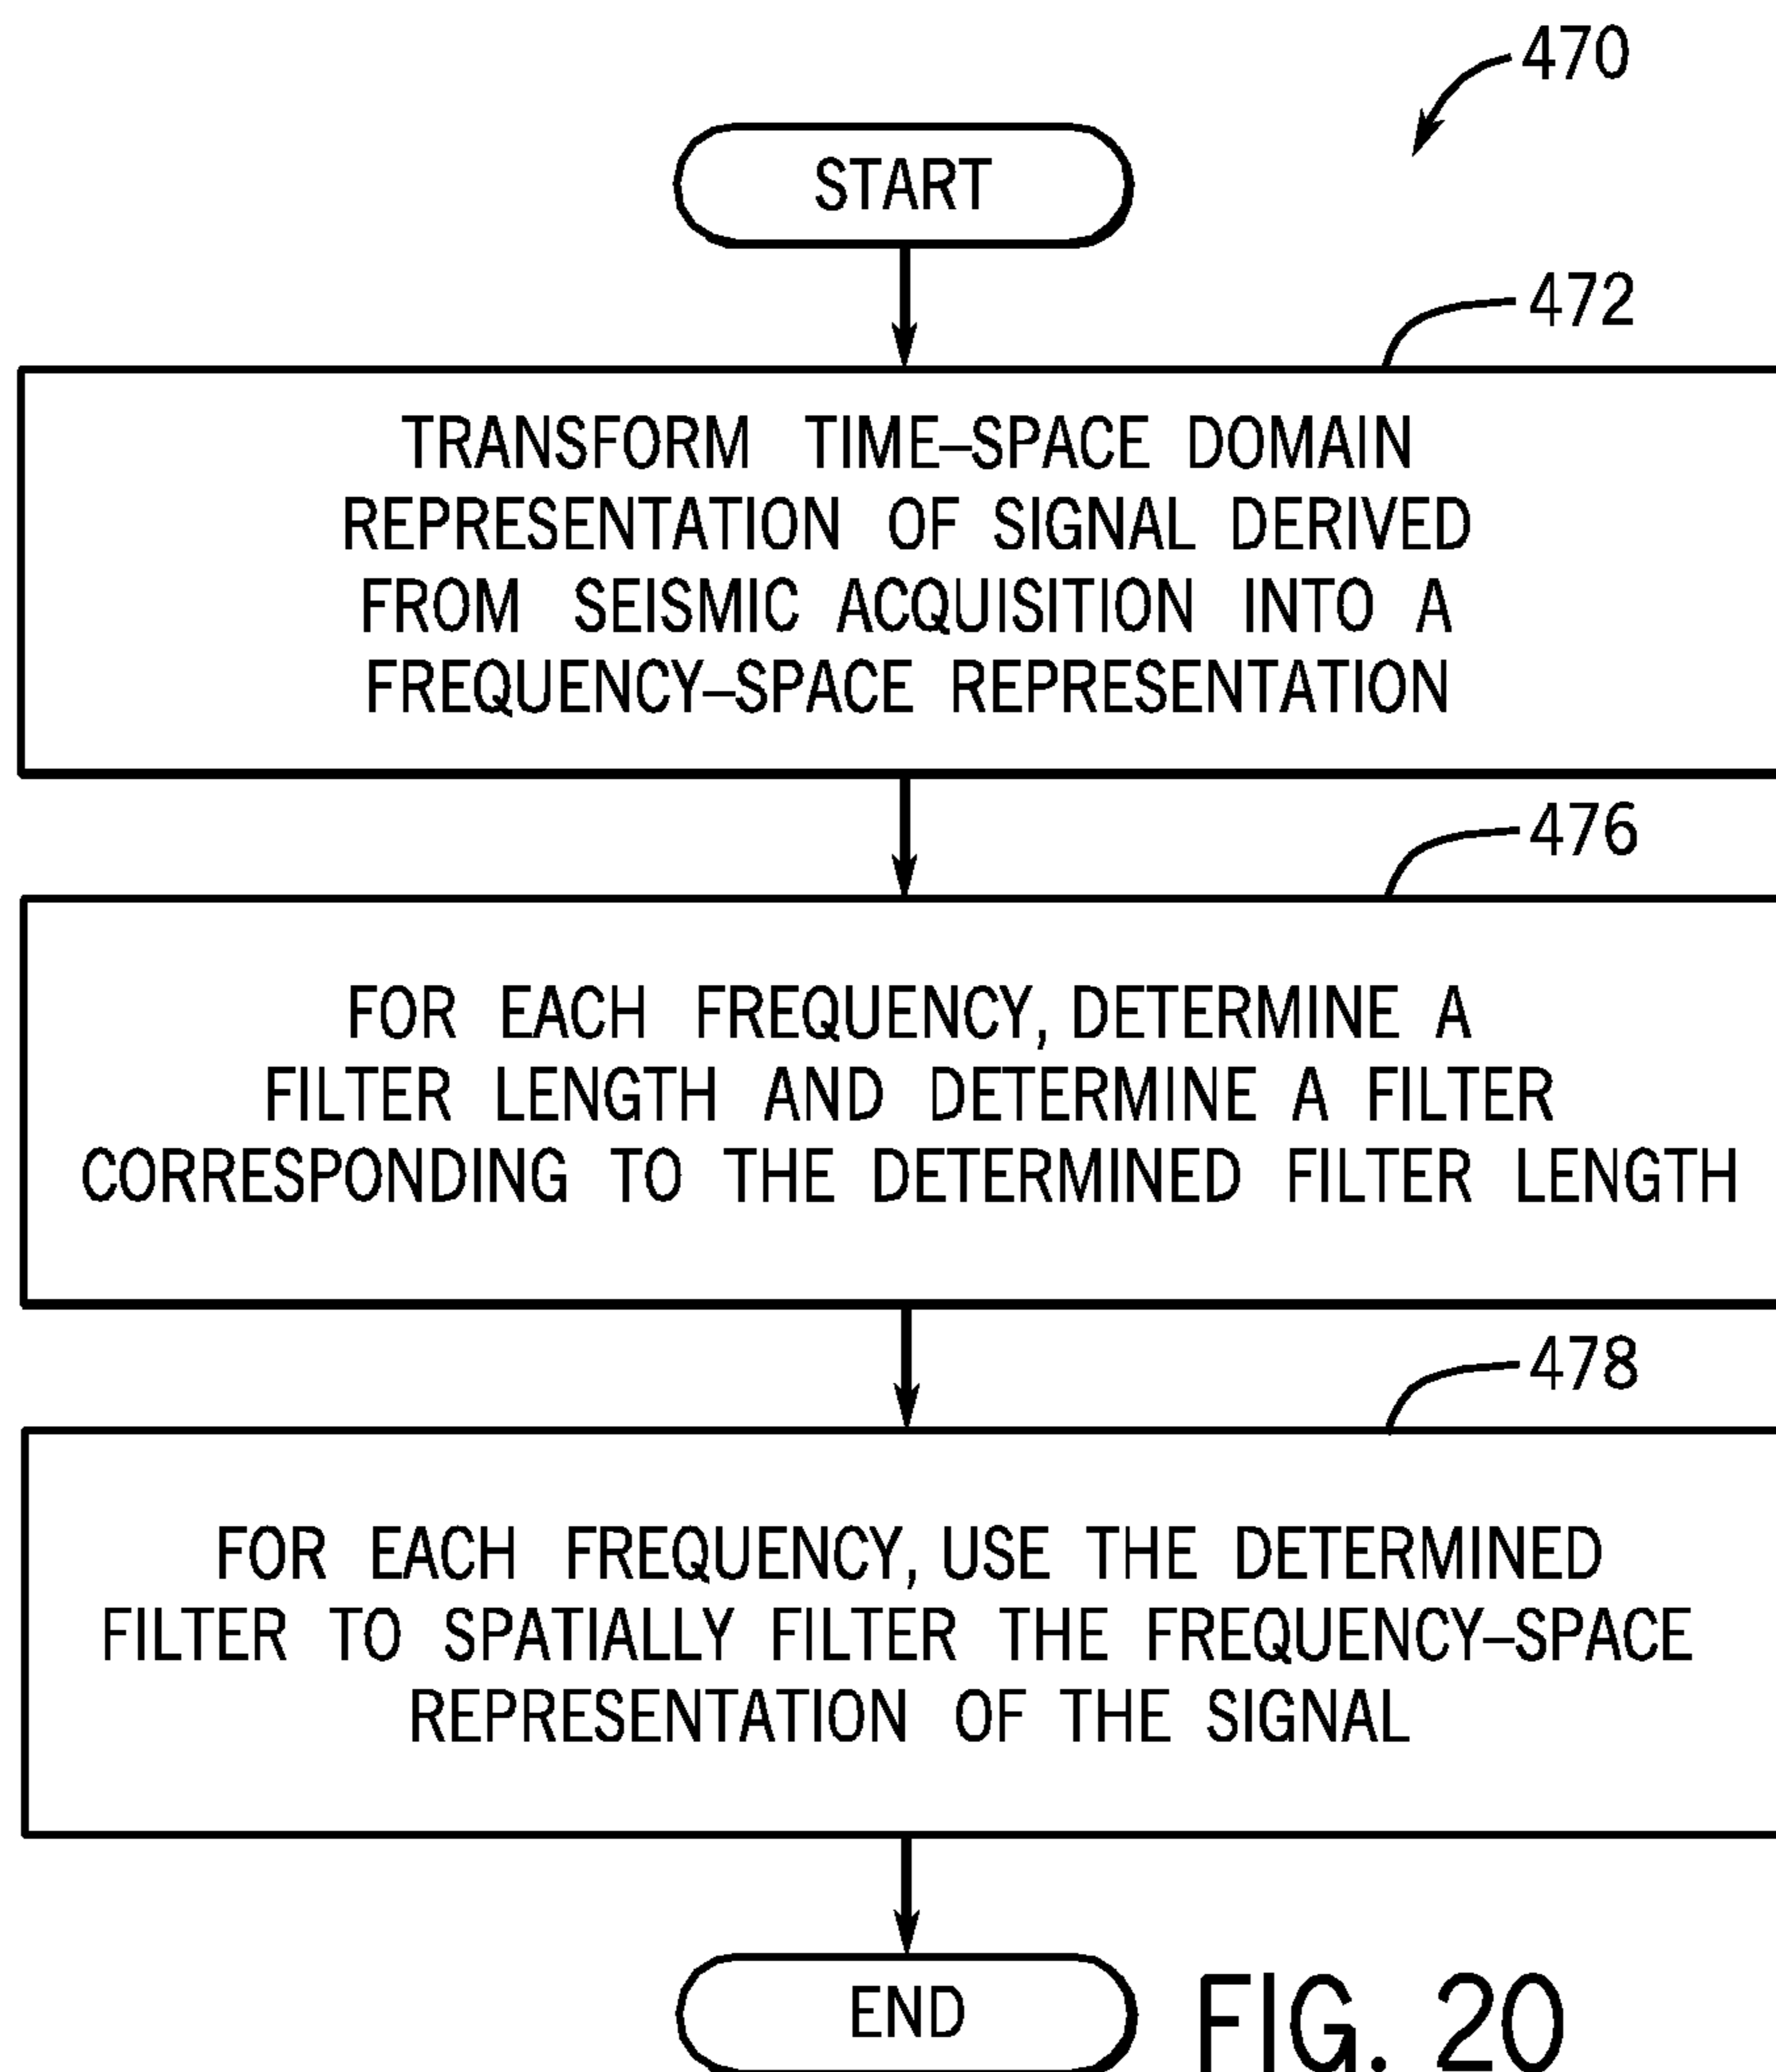 470
START
472
TRANSFORM TIME–SPACE DOMAIN
REPRESENTATION OF SIGNAL DERIVED
FROM SEISMIC ACQUISITION INTO A
FREQUENCY–SPACE REPRESENTATION
476
FOR EACH FREQUENCY, DETERMINE A
FILTER LENGTH AND DETERMINE A FILTER
CORRESPONDING TO THE DETERMINED FILTER LENGTH
478
FOR EACH FREQUENCY, USE THE DETERMINED
FILTER TO SPATIALLY FILTER THE FREQUENCY–SPACE
REPRESENTATION OF THE SIGNAL
END
FIG. 20